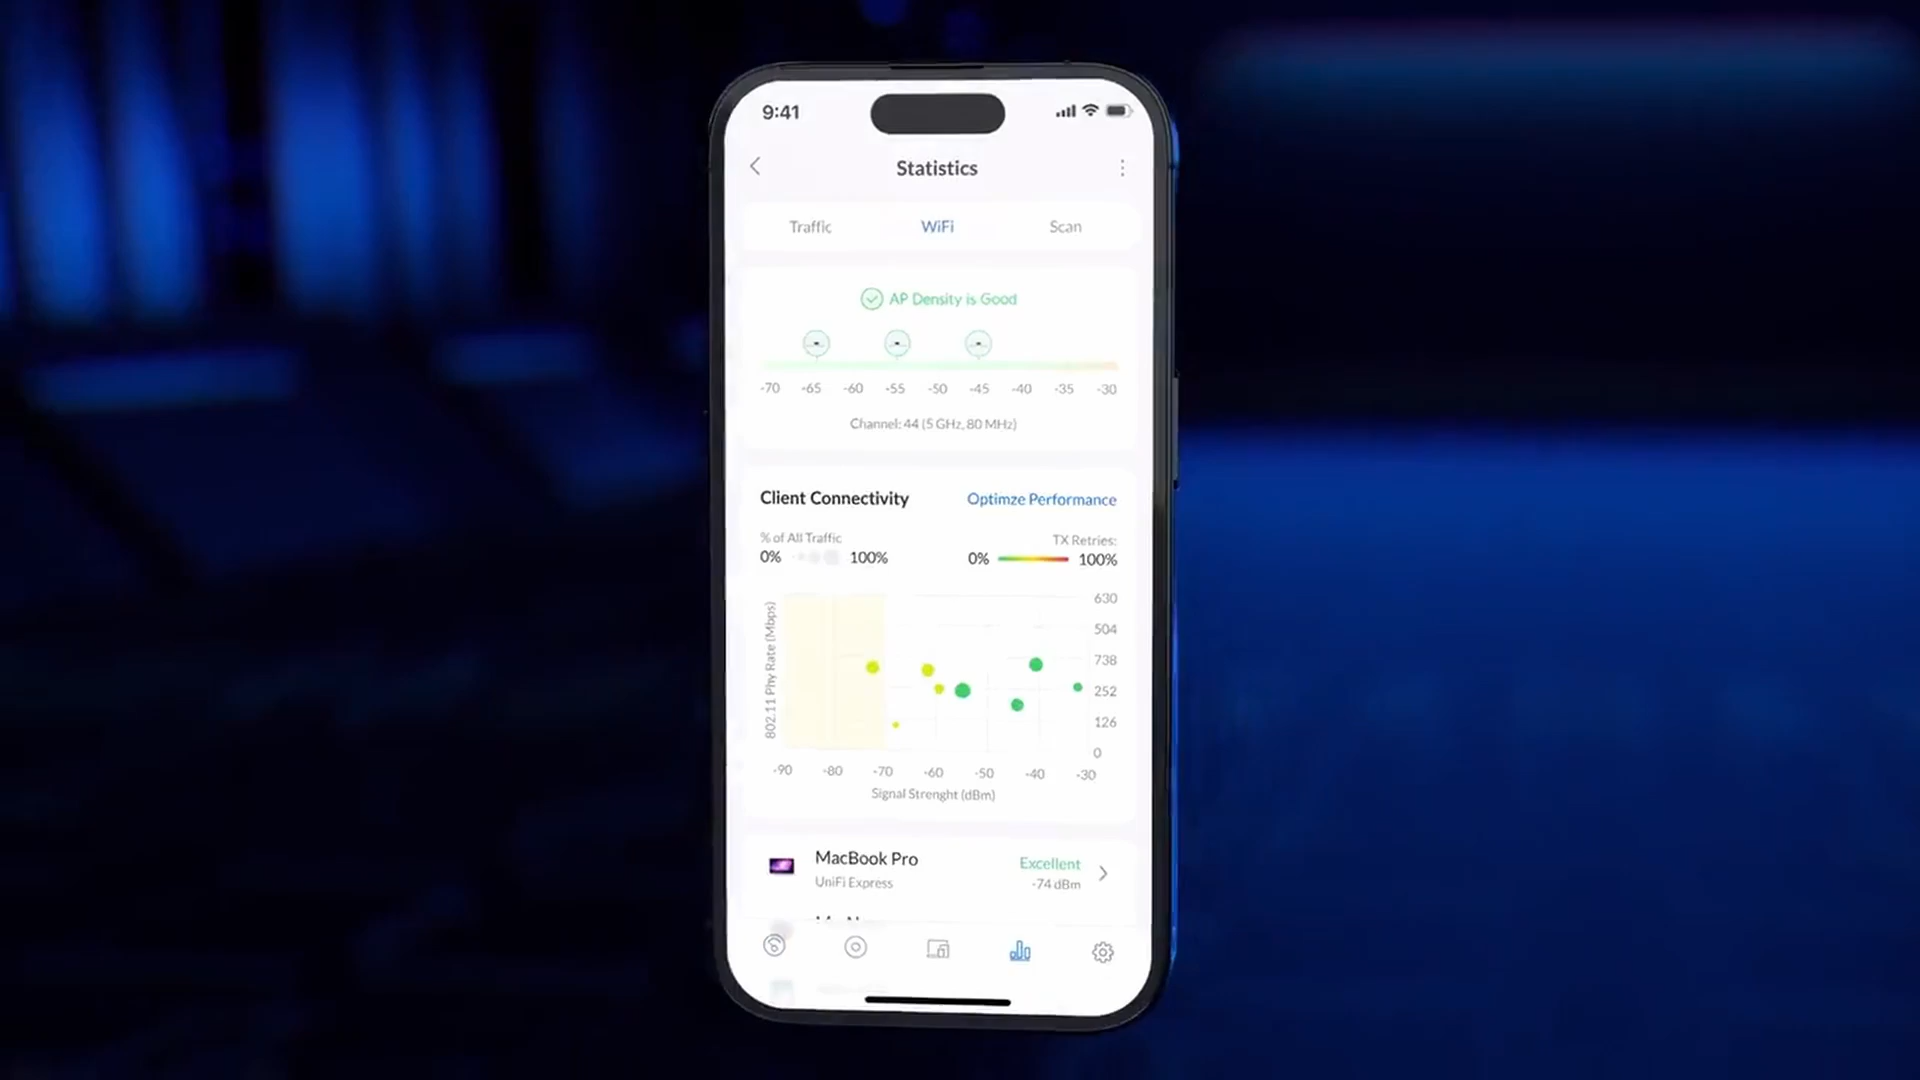 9:41
Statistics
Traffic WiFi Scan
AP Density is Good
-70 -65 -60 -55 -50 -45 -40 -35 -30
Channel: 44 (5 GHz, 80 MHz)
Client Connectivity Optimze Performance
% of All Traffic TX Retries:
0% 100% 0% 100%
802.11 Phy Rate (Mbps)
630
504
738
252
126
0
-90 -80 -70 -60 -50 -40 -30
Signal Strenght (dBm)
MacBook Pro Excellent
UniFi Express -74 dBm